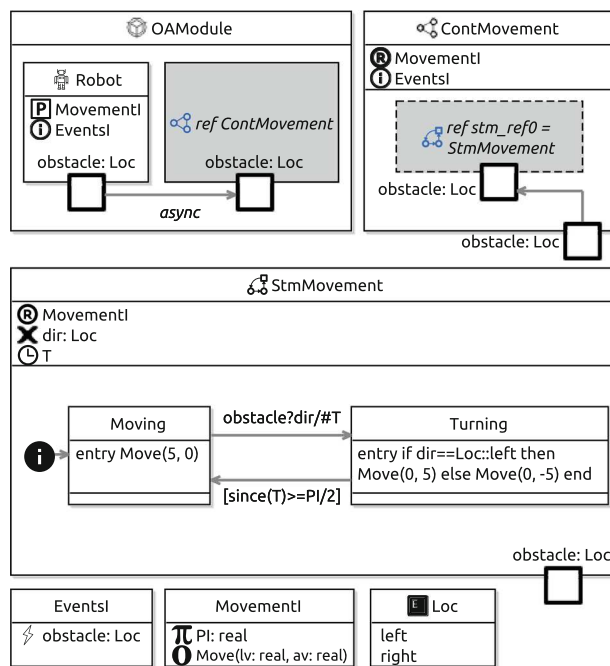 OAModule
Robot
P MovementI
i EventsI
obstacle: Loc
ref ContMovement
obstacle: Loc
async
ContMovement
R MovementI
i EventsI
ref stm_ref0 =
StmMovement
obstacle: Loc
obstacle: Loc
StmMovement
R MovementI
X dir: Loc
T
i
Moving
entry Move(5, 0)
obstacle?dir/#T
[since(T)>=PI/2]
Turning
entry if dir==Loc::left then
Move(0, 5) else Move(0, -5) end
obstacle: Loc
EventsI
obstacle: Loc
MovementI
π PI: real
O Move(lv: real, av: real)
E Loc
left
right